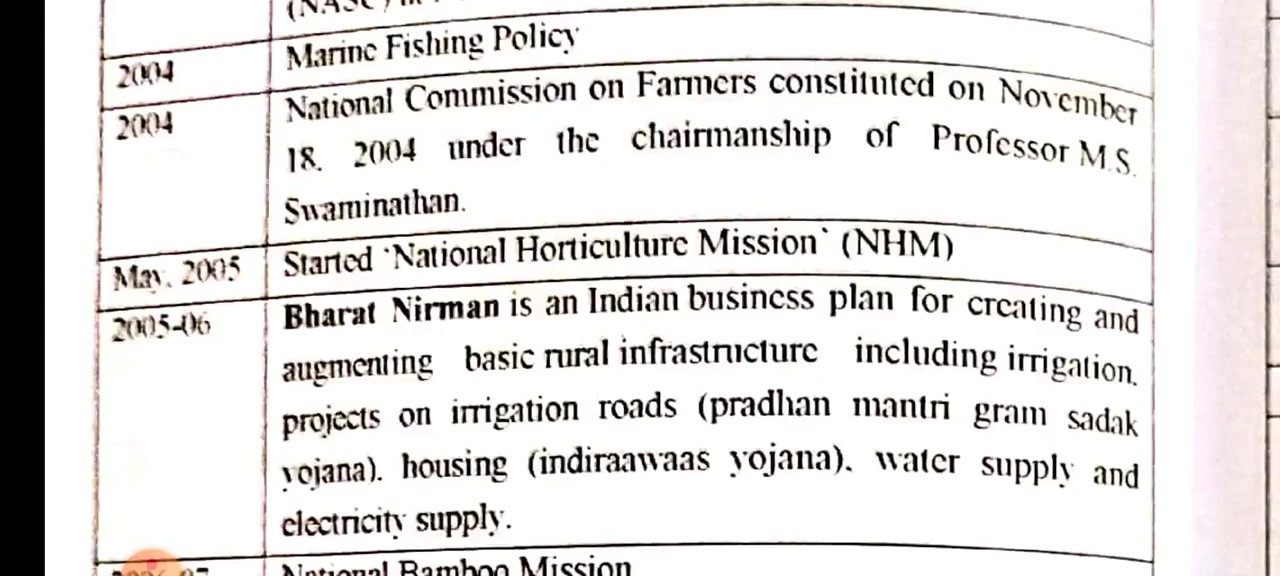 2004 Marine Fishing Policy
2004 National Commission on Farmers constituted on November
18, 2004 under the chairmanship of Professor M.S.
Swaminathan.
May, 2005 Started 'National Horticulture Mission' (NHM)
2005-06 Bharat Nirman is an Indian business plan for creating and
augmenting basic rural infrastructure including irrigation,
projects on irrigation roads (pradhan mantri gram sadak
yojana), housing (indiraawaas yojana), water supply and
electricity supply.
National Bamboo Mission